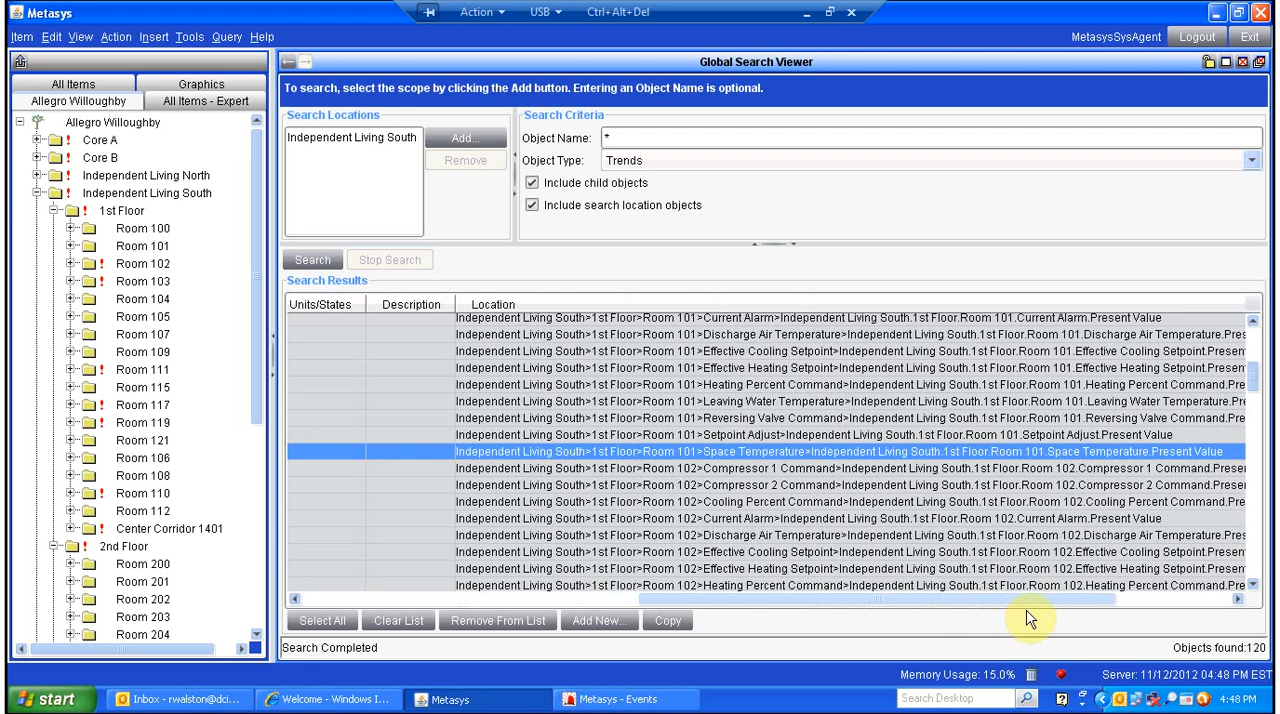 Metasys
Action
USB
Ctrl+Alt+Del
Item Edit View Action Insert Tools Query Help
MetasysSysAgent
Logout
Exit
Global Search Viewer
All Items
Graphics
Allegro Willoughby
All Items - Expert
Allegro Willoughby
Core A
Core B
Independent Living North
Independent Living South
1st Floor
Room 100
Room 101
Room 102
Room 103
Room 104
Room 105
Room 107
Room 109
Room 111
Room 115
Room 117
Room 119
Room 121
Room 106
Room 108
Room 110
Room 112
Center Corridor 1401
2nd Floor
Room 200
Room 201
Room 202
Room 203
Room 204
To search, select the scope by clicking the Add button. Entering an Object Name is optional.
Search Locations
Independent Living South
Add...
Remove
Search Criteria
Object Name: *
Object Type: Trends
Include child objects
Include search location objects
Search
Stop Search
Search Results
Units/States Description Location
Independent Living South>1st Floor>Room 101>Current Alarm>Independent Living South.1st Floor.Room 101.Current Alarm.Present Value
Independent Living South>1st Floor>Room 101>Discharge Air Temperature>Independent Living South.1st Floor.Room 101.Discharge Air Temperature.Pres
Independent Living South>1st Floor>Room 101>Effective Cooling Setpoint>Independent Living South.1st Floor.Room 101.Effective Cooling Setpoint.Present
Independent Living South>1st Floor>Room 101>Effective Heating Setpoint>Independent Living South.1st Floor.Room 101.Effective Heating Setpoint.Present
Independent Living South>1st Floor>Room 101>Heating Percent Command>Independent Living South.1st Floor.Room 101.Heating Percent Command.Pre
Independent Living South>1st Floor>Room 101>Leaving Water Temperature>Independent Living South.1st Floor.Room 101.Leaving Water Temperature.Pr
Independent Living South>1st Floor>Room 101>Reversing Valve Command>Independent Living South.1st Floor.Room 101.Reversing Valve Command.Pre
Independent Living South>1st Floor>Room 101>Setpoint Adjust>Independent Living South.1st Floor.Room 101.Setpoint Adjust.Present Value
Independent Living South>1st Floor>Room 101>Space Temperature>Independent Living South.1st Floor.Room 101.Space Temperature.Present Value
Independent Living South>1st Floor>Room 102>Compressor 1 Command>Independent Living South.1st Floor.Room 102.Compressor 1 Command.Prese
Independent Living South>1st Floor>Room 102>Compressor 2 Command>Independent Living South.1st Floor.Room 102.Compressor 2 Command.Prese
Independent Living South>1st Floor>Room 102>Cooling Percent Command>Independent Living South.1st Floor.Room 102.Cooling Percent Command.Pre
Independent Living South>1st Floor>Room 102>Current Alarm>Independent Living South.1st Floor.Room 102.Current Alarm.Present Value
Independent Living South>1st Floor>Room 102>Discharge Air Temperature>Independent Living South.1st Floor.Room 102.Discharge Air Temperature.Pres
Independent Living South>1st Floor>Room 102>Effective Cooling Setpoint>Independent Living South.1st Floor.Room 102.Effective Cooling Setpoint.Present
Independent Living South>1st Floor>Room 102>Effective Heating Setpoint>Independent Living South.1st Floor.Room 102.Effective Heating Setpoint.Present
Independent Living South>1st Floor>Room 102>Heating Percent Command>Independent Living South.1st Floor.Room 102.Heating Percent Command.Pre
Select All
Clear List
Remove From List
Add New...
Copy
Search Completed
Objects found:120
Memory Usage: 15.0%
Server: 11/12/2012 04:48 PM EST
start
Inbox - rwalston@dci...
Welcome - Windows I...
Metasys
Metasys - Events
Search Desktop
4:48 PM